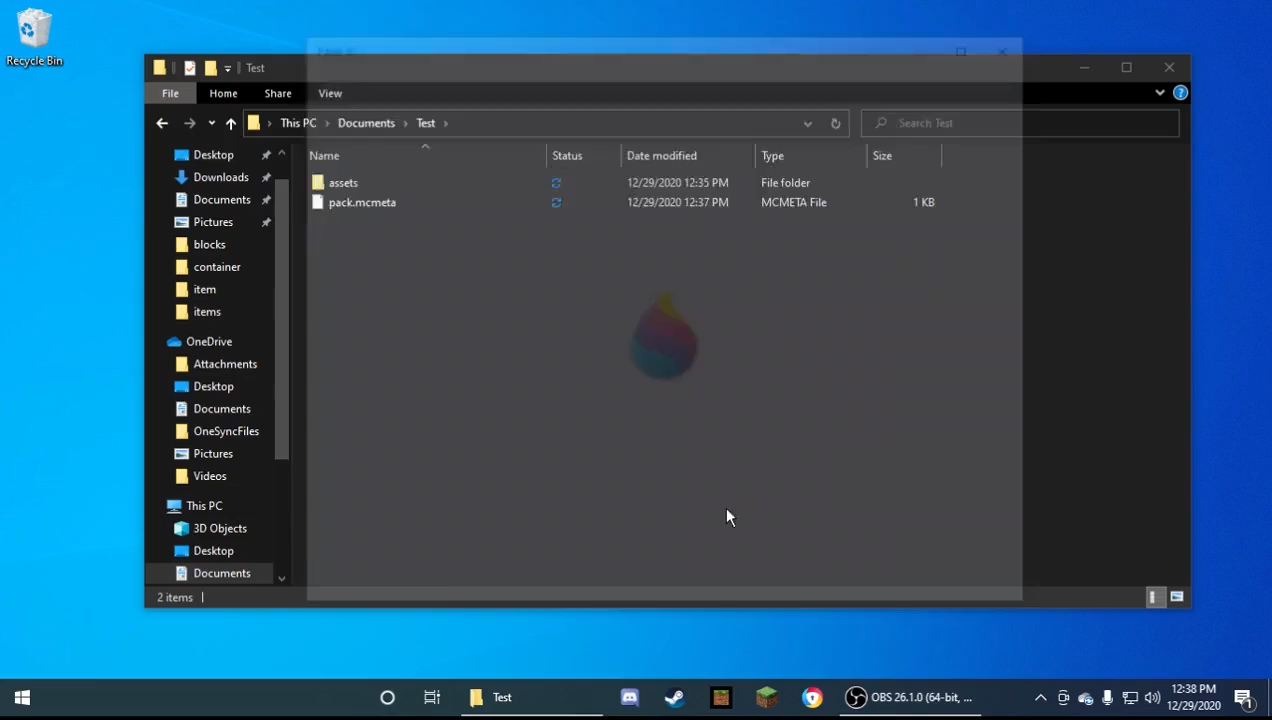 Recycle Bin
Test
File Home Share View
This PC Documents Test
Search Test
Name Status Date modified Type Size
assets 12/29/2020 12:35 PM File folder
pack.mcmeta 12/29/2020 12:37 PM MCMETA File 1 KB
Desktop
Downloads
Documents
Pictures
blocks
container
item
items
OneDrive
Attachments
Desktop
Documents
OneSyncFiles
Pictures
Videos
This PC
3D Objects
Desktop
Documents
2 items
Test
OBS 26.1.0 (64-bit, ...
12:38 PM
12/29/2020
1